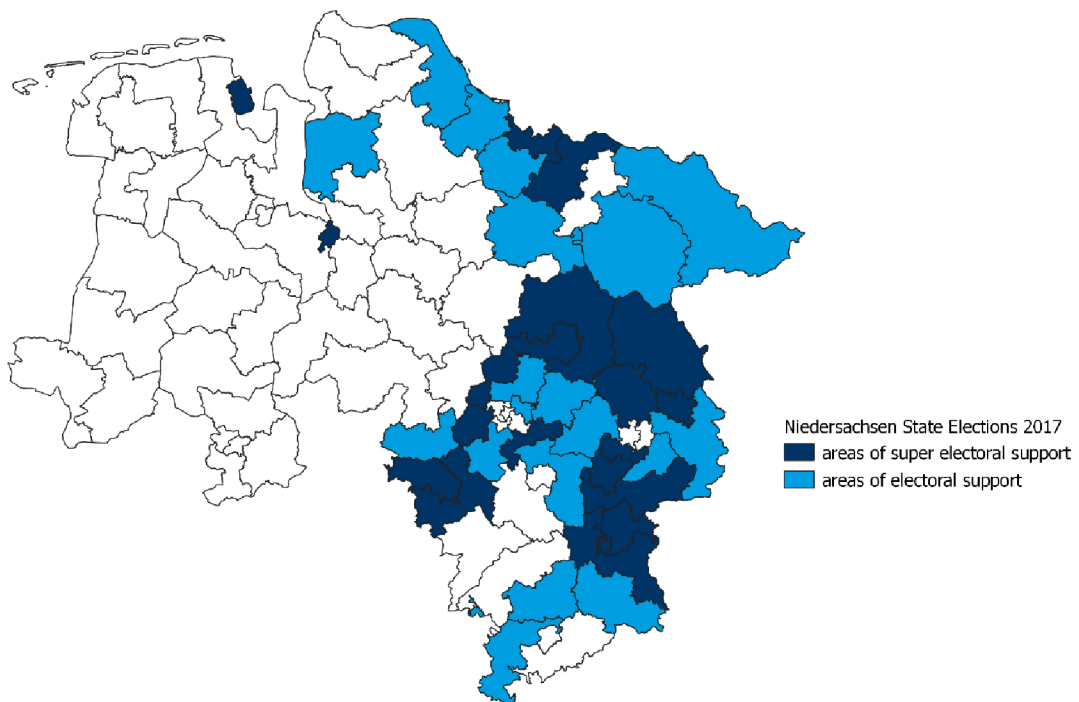 Niedersachsen State Elections 2017
areas of super electoral support
areas of electoral support